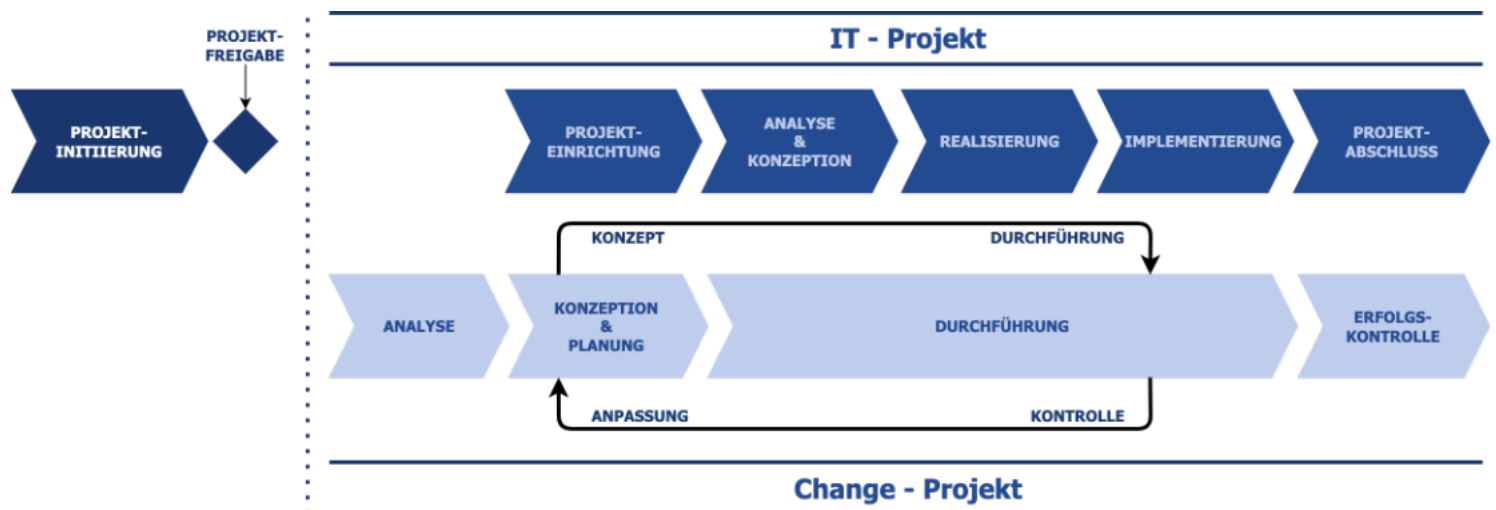 PROJEKT-
FREIGABE
IT - Projekt
PROJEKT-
INITIIERUNG
PROJEKT-
EINRICHTUNG
ANALYSE
&
KONZEPTION
REALISIERUNG
IMPLEMENTIERUNG
PROJEKT-
ABSCHLUSS
KONZEPT
DURCHFÜHRUNG
ANALYSE
KONZEPTION
&
PLANUNG
DURCHFÜHRUNG
ERFOLGS-
KONTROLLE
ANPASSUNG
KONTROLLE
Change - Projekt